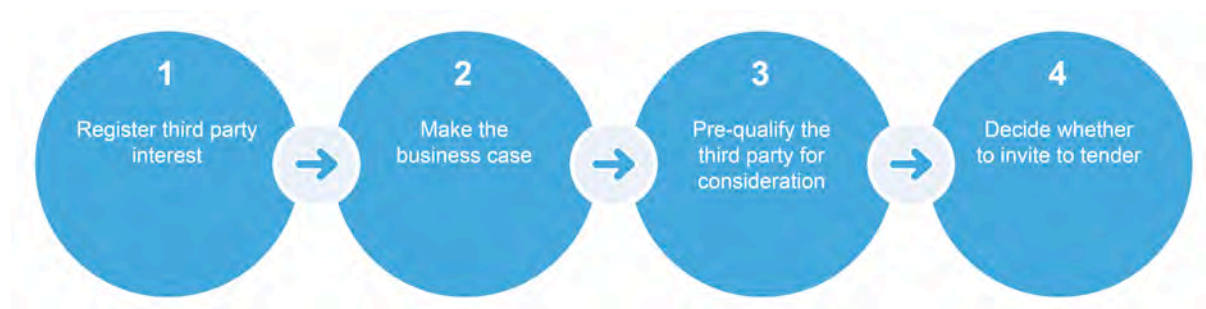 1
Register third party
interest
2
Make the
business case
3
Pre-qualify the
third party for
consideration
4
Decide whether
to invite to tender